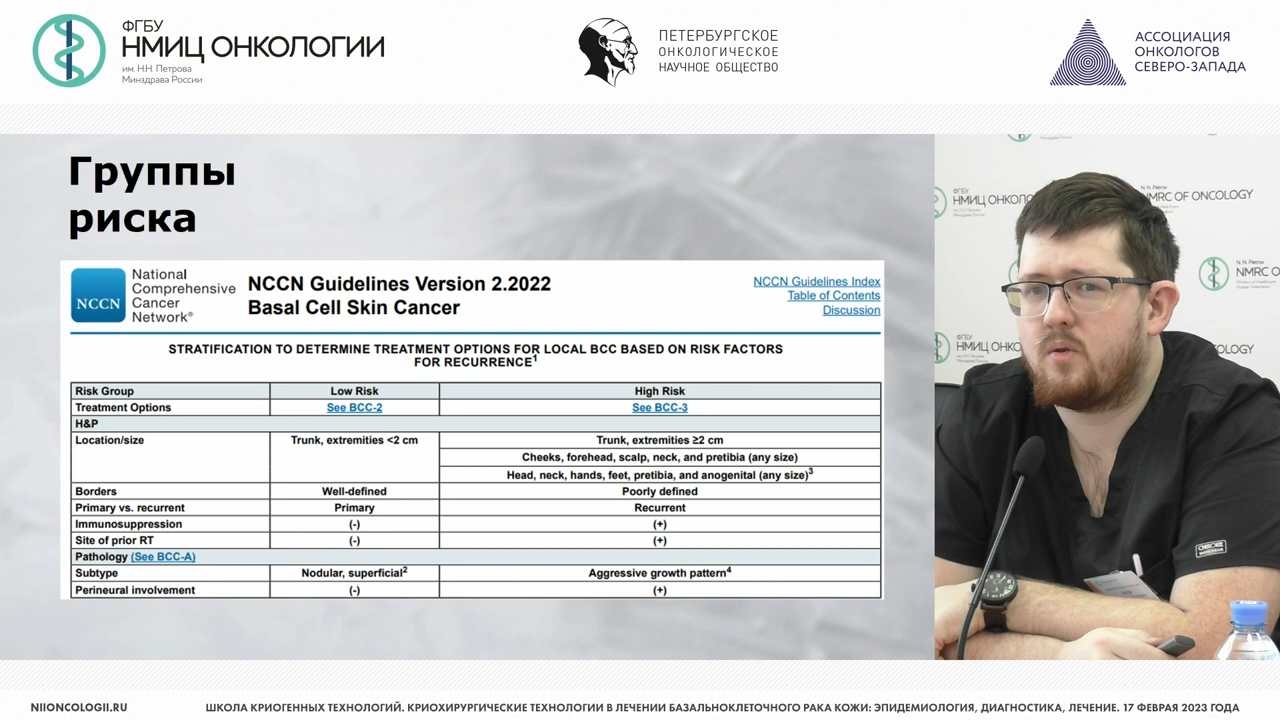 ФГБУ
НМИЦ ОНКОЛОГИИ
им. Н.Н. Петрова
Минздрава России
ПЕТЕРБУРГСКОЕ
ОНКОЛОГИЧЕСКОЕ
НАУЧНОЕ ОБЩЕСТВО
АССОЦИАЦИЯ
ОНКОЛОГОВ
СЕВЕРО-ЗАПАДА
Группы
риска
NCCN
National
Comprehensive
Cancer
Network®
NCCN Guidelines Version 2.2022
Basal Cell Skin Cancer
NCCN Guidelines Index
Table of Contents
Discussion
STRATIFICATION TO DETERMINE TREATMENT OPTIONS FOR LOCAL BCC BASED ON RISK FACTORS
FOR RECURRENCE1
Risk Group Low Risk High Risk
Treatment Options See BCC-2 See BCC-3
H&P
Location/size Trunk, extremities <2 cm Trunk, extremities ≥2 cm
Cheeks, forehead, scalp, neck, and pretibia (any size)
Head, neck, hands, feet, pretibia, and anogenital (any size)3
Borders Well-defined Poorly defined
Primary vs. recurrent Primary Recurrent
Immunosuppression (-) (+)
Site of prior RT (-) (+)
Pathology (See BCC-A)
Subtype Nodular, superficial2 Aggressive growth pattern4
Perineural involvement (-) (+)
ФГБУ
НМИЦ ОНКОЛО
NMRC OF ONCOLOGY
NMRC O
ФГБУ
НМИЦ ОН
CHEROKEE
NIIONCOLOGII.RU
ШКОЛА КРИОГЕННЫХ ТЕХНОЛОГИЙ. КРИОХИРУРГИЧЕСКИЕ ТЕХНОЛОГИИ В ЛЕЧЕНИИ БАЗАЛЬНОКЛЕТОЧНОГО РАКА КОЖИ: ЭПИДЕМИОЛОГИЯ, ДИАГНОСТИКА, ЛЕЧЕНИЕ. 17 ФЕВРАЯ 2023 ГОДА